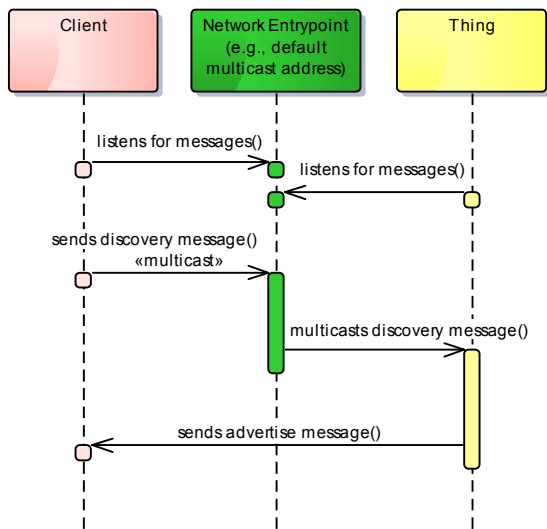 Client
Network Entrypoint
(e.g., default
multicast address)
Thing
listens for messages()
listens for messages()
sends discovery message()
«multicast»
multicasts discovery message()
sends advertise message()